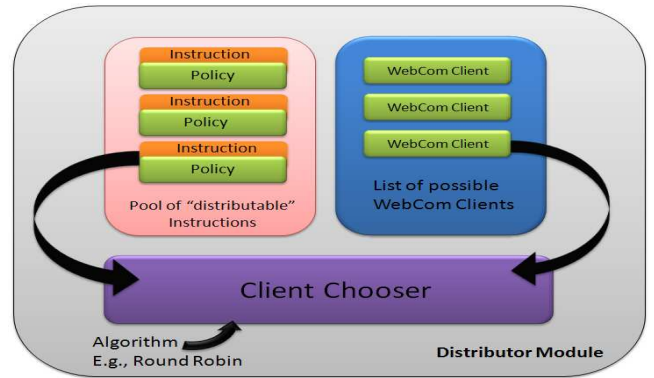 Instruction
Policy
Instruction
Policy
Instruction
Policy
Pool of “distributable”
Instructions
WebCom Client
WebCom Client
WebCom Client
List of possible
WebCom Clients
Client Chooser
Algorithm
E.g., Round Robin
Distributor Module